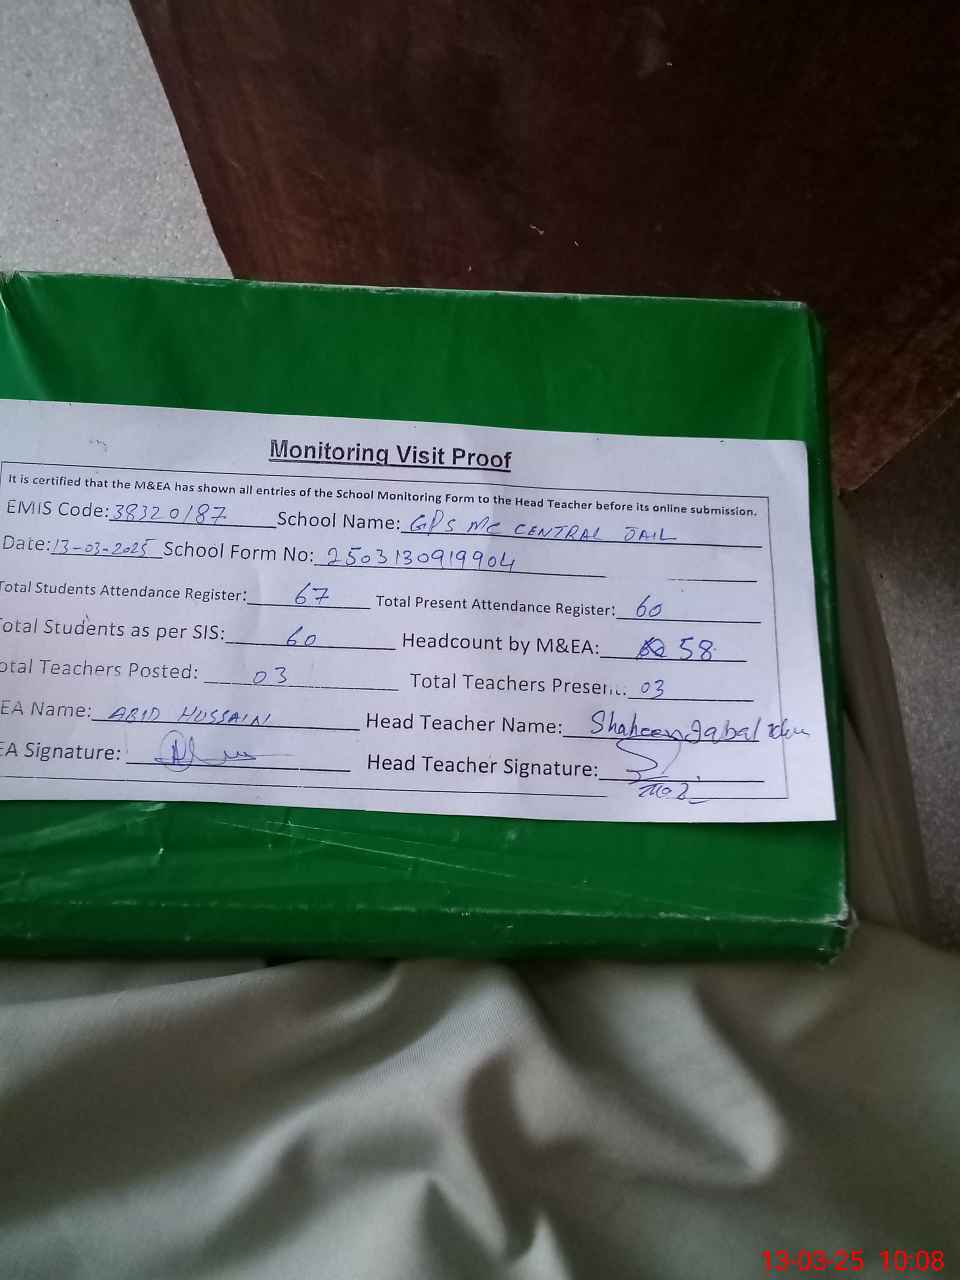 Monitoring Visit Proof
It is certified that the M&EA has shown all entries of the School Monitoring Form to the Head Teacher before its online submission.
EMIS Code: 38320187 School Name: GPS MC CENTRAL JAIL
Date: 13-03-2025 School Form No: 2503130919904
Total Students Attendance Register: 67 Total Present Attendance Register: 60
otal Students as per SIS: 60 Headcount by M&EA: 58
otal Teachers Posted: 03 Total Teachers Present: 03
EA Name: ABID HUSSAIN Head Teacher Name: Shaheen Iqbal
EA Signature: Head Teacher Signature:
13-03-25 10:08